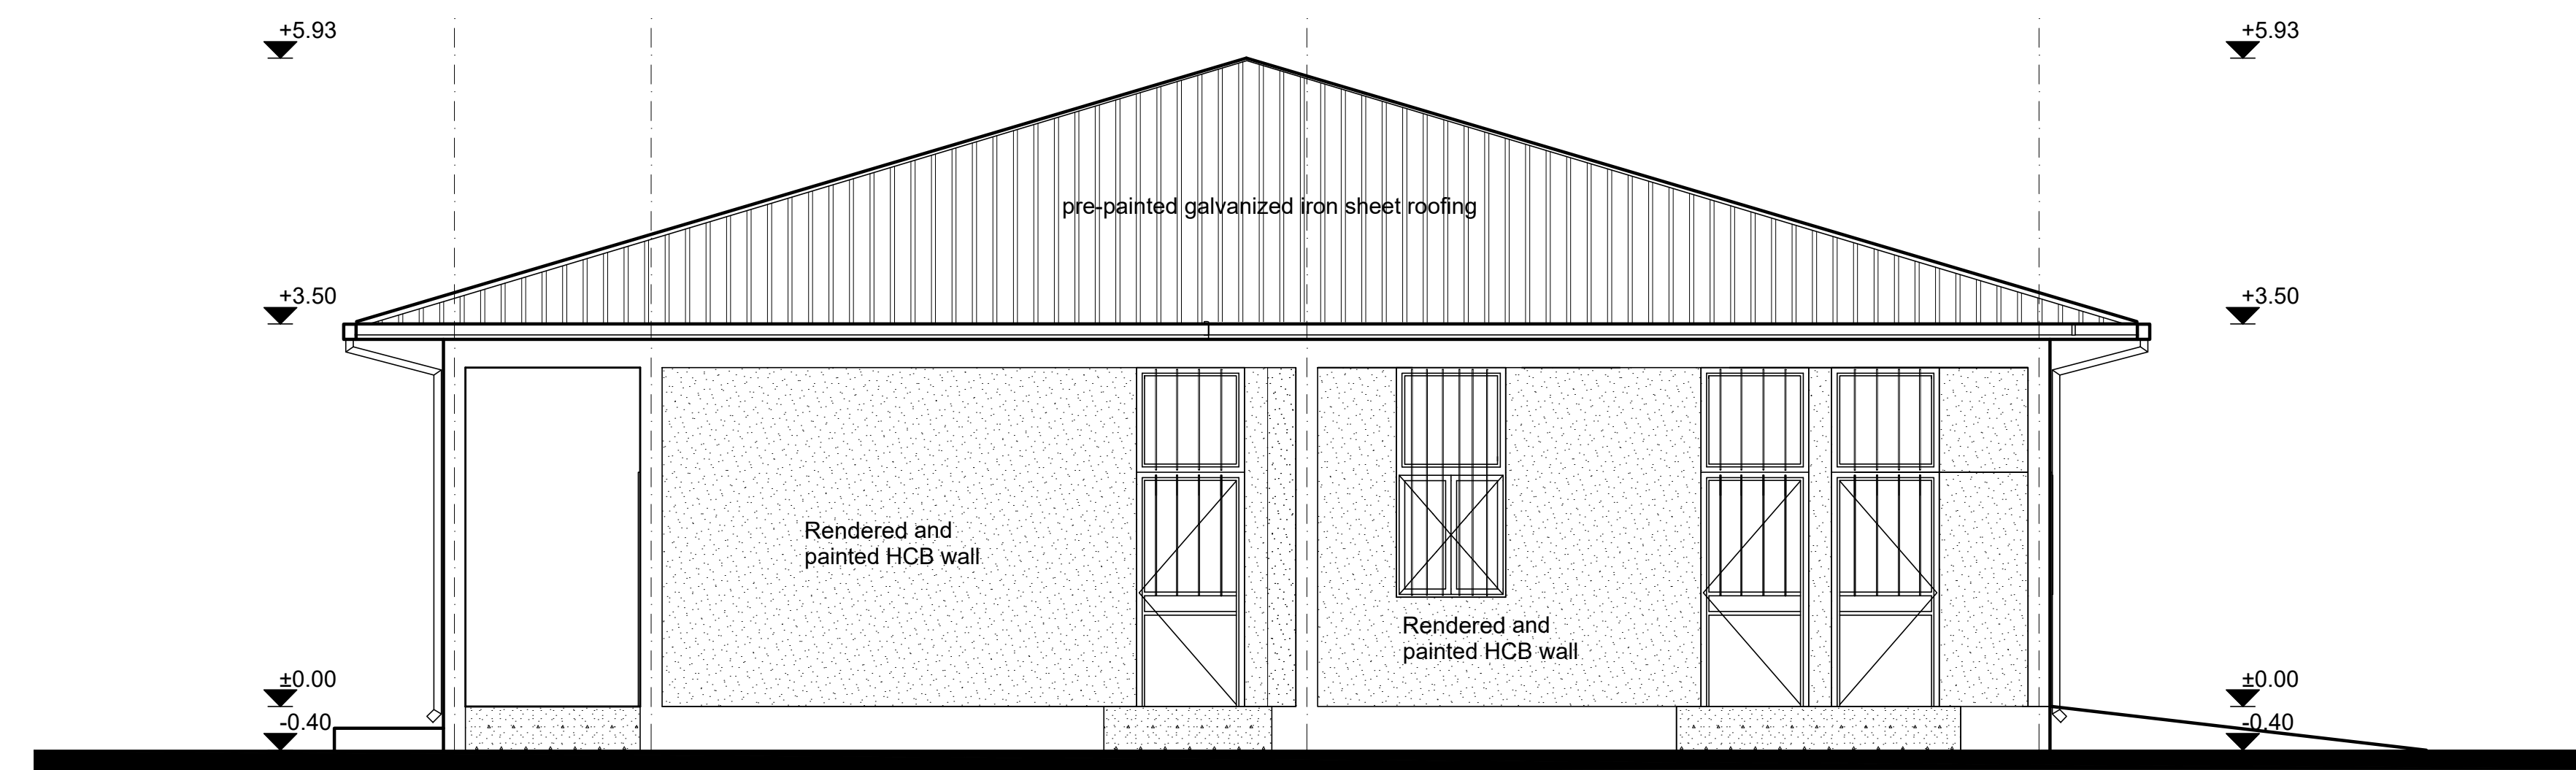 +5.93
+5.93
pre-painted galvanized iron sheet roofing
+3.50
+3.50
Rendered and
painted HCB wall
Rendered and
painted HCB wall
±0.00
±0.00
-0.40
-0.40